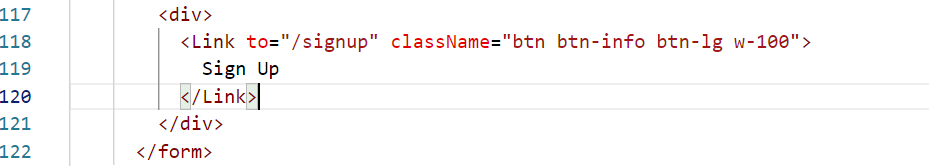 117 <div>
118 <Link to="/signup" className="btn btn-info btn-lg w-100">
119 Sign Up
120 </Link>
121 </div>
122 </form>